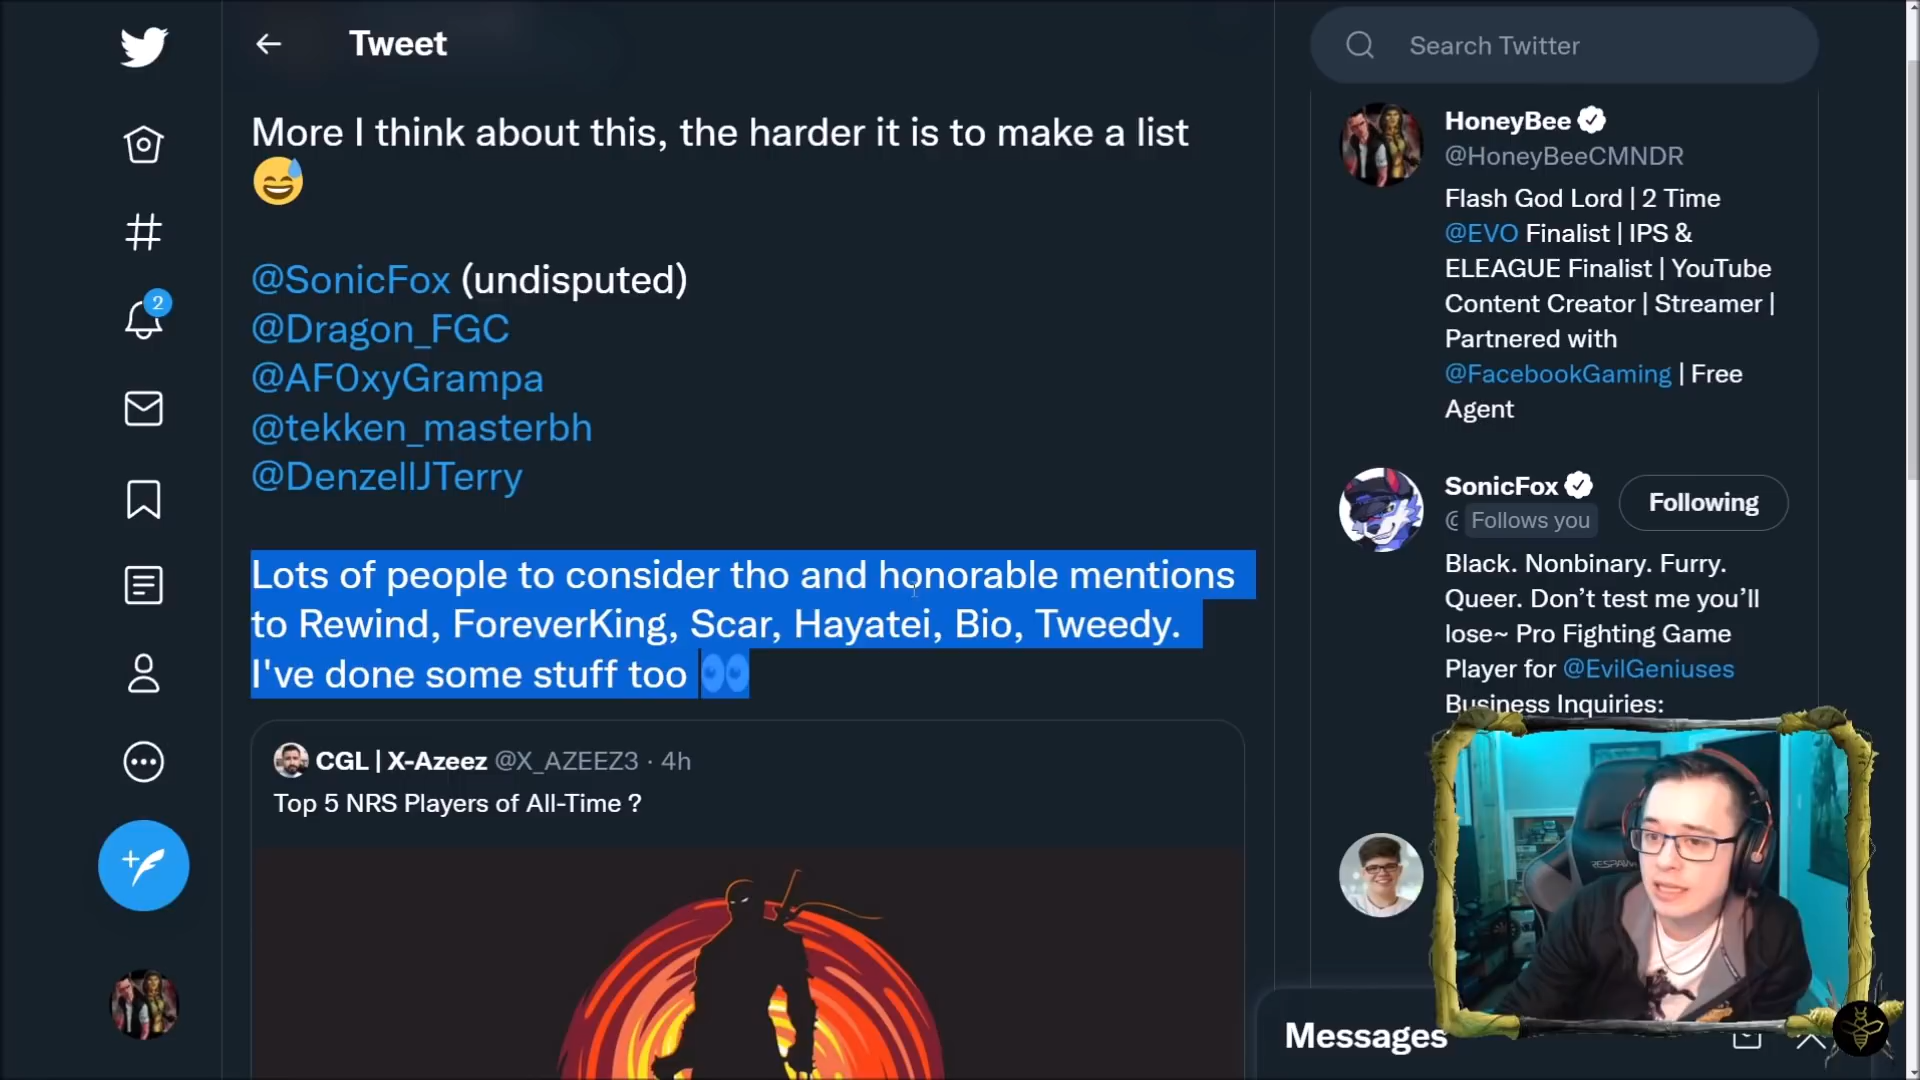 Tweet
Search Twitter
More I think about this, the harder it is to make a list
😅
@SonicFox (undisputed)
@Dragon_FGC
@AF0xyGrampa
@tekken_masterbh
@DenzellJTerry
Lots of people to consider tho and honorable mentions
to Rewind, ForeverKing, Scar, Hayatei, Bio, Tweedy.
I've done some stuff too 👀
CGL | X-Azeez @X_AZEEZ3 · 4h
Top 5 NRS Players of All-Time ?
2
HoneyBee
@HoneyBeeCMNDR
Flash God Lord | 2 Time
@EVO Finalist | IPS &
ELEAGUE Finalist | YouTube
Content Creator | Streamer |
Partnered with
@FacebookGaming | Free
Agent
SonicFox
Follows you
Following
Black. Nonbinary. Furry.
Queer. Don’t test me you’ll
lose~ Pro Fighting Game
Player for @EvilGeniuses
Business Inquiries:
RESPAWN
Messages